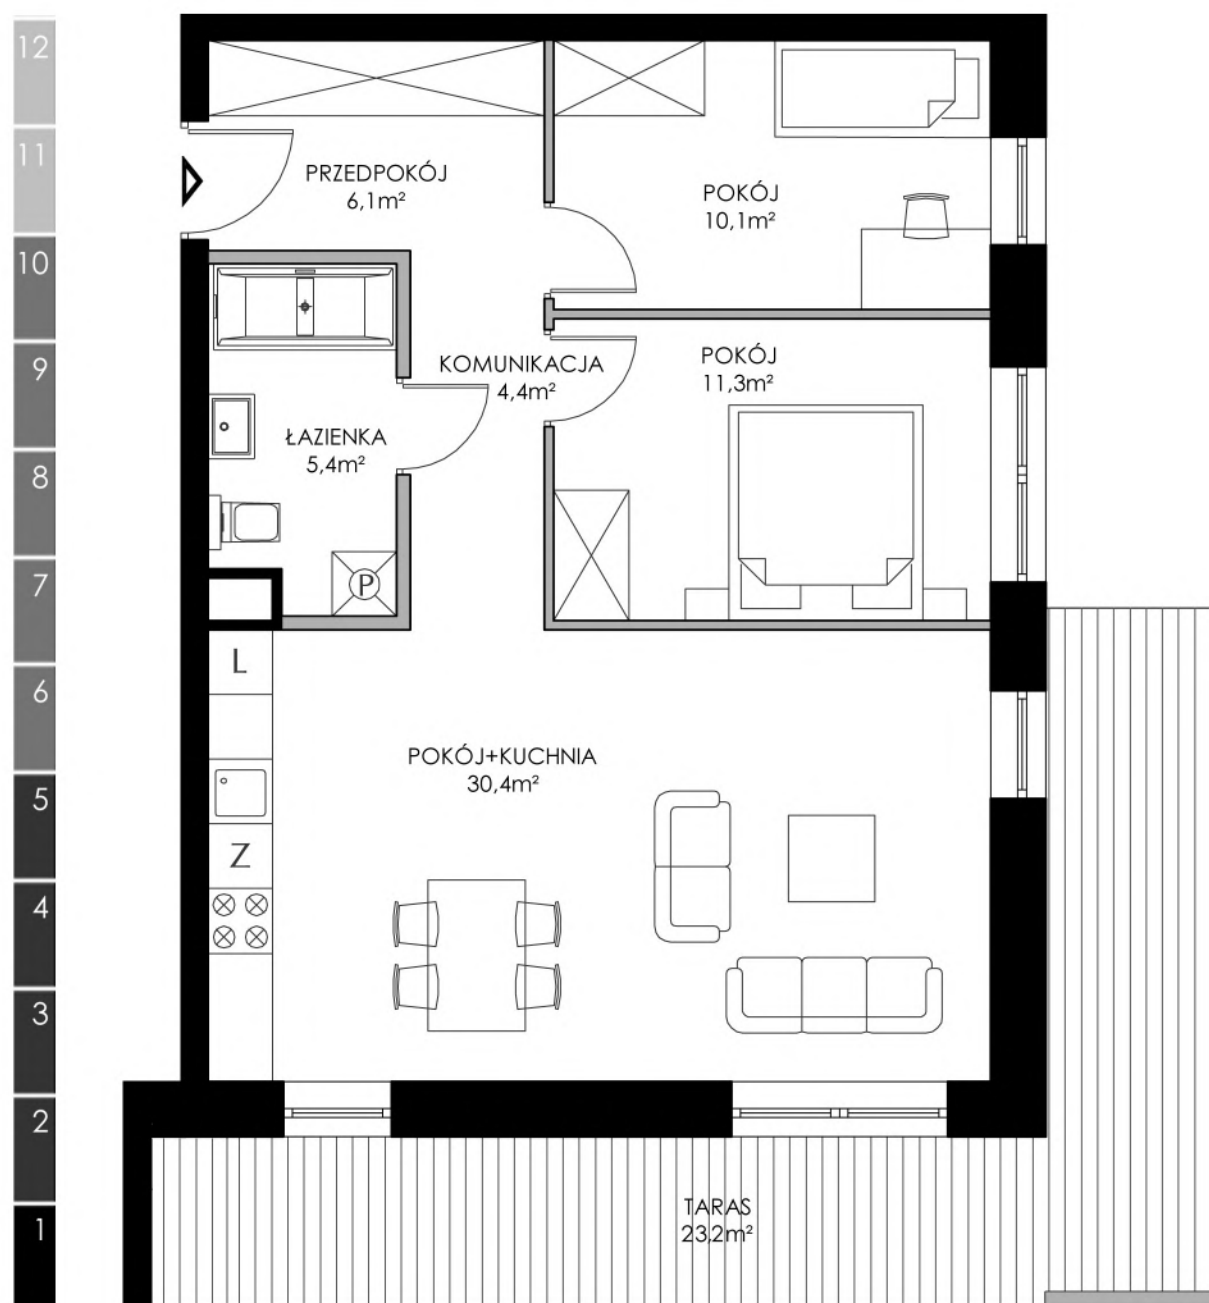 12
11
10
9
8
7
6
5
4
3
2
1
PRZEDPOKÓJ
6,1m²
POKÓJ
10,1m²
KOMUNIKACJA
4,4m²
POKÓJ
11,3m²
ŁAZIENKA
5,4m²
P
L
POKÓJ+KUCHNIA
30,4m²
Z
TARAS
23,2m²